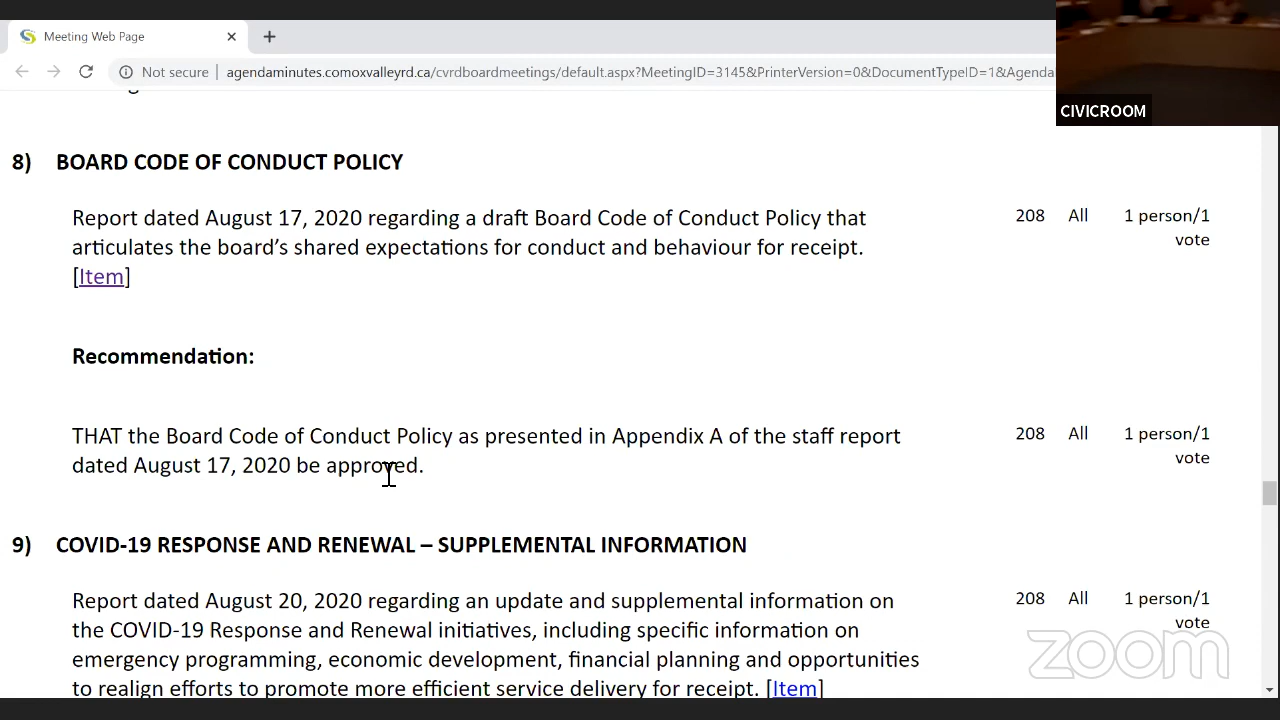 Meeting Web Page
Not secure | agendaminutes.comoxvalleyrd.ca/cvrdboardmeetings/default.aspx?MeetingID=3145&PrinterVersion=0&DocumentTypeID=1&Agenda
CIVICROOM
8) BOARD CODE OF CONDUCT POLICY
Report dated August 17, 2020 regarding a draft Board Code of Conduct Policy that 208 All 1 person/1
articulates the board's shared expectations for conduct and behaviour for receipt. vote
[Item]
Recommendation:
THAT the Board Code of Conduct Policy as presented in Appendix A of the staff report 208 All 1 person/1
dated August 17, 2020 be approved. vote
9) COVID-19 RESPONSE AND RENEWAL – SUPPLEMENTAL INFORMATION
Report dated August 20, 2020 regarding an update and supplemental information on 208 All 1 person/1
the COVID-19 Response and Renewal initiatives, including specific information on vote
emergency programming, economic development, financial planning and opportunities
to realign efforts to promote more efficient service delivery for receipt. [Item]
zoom